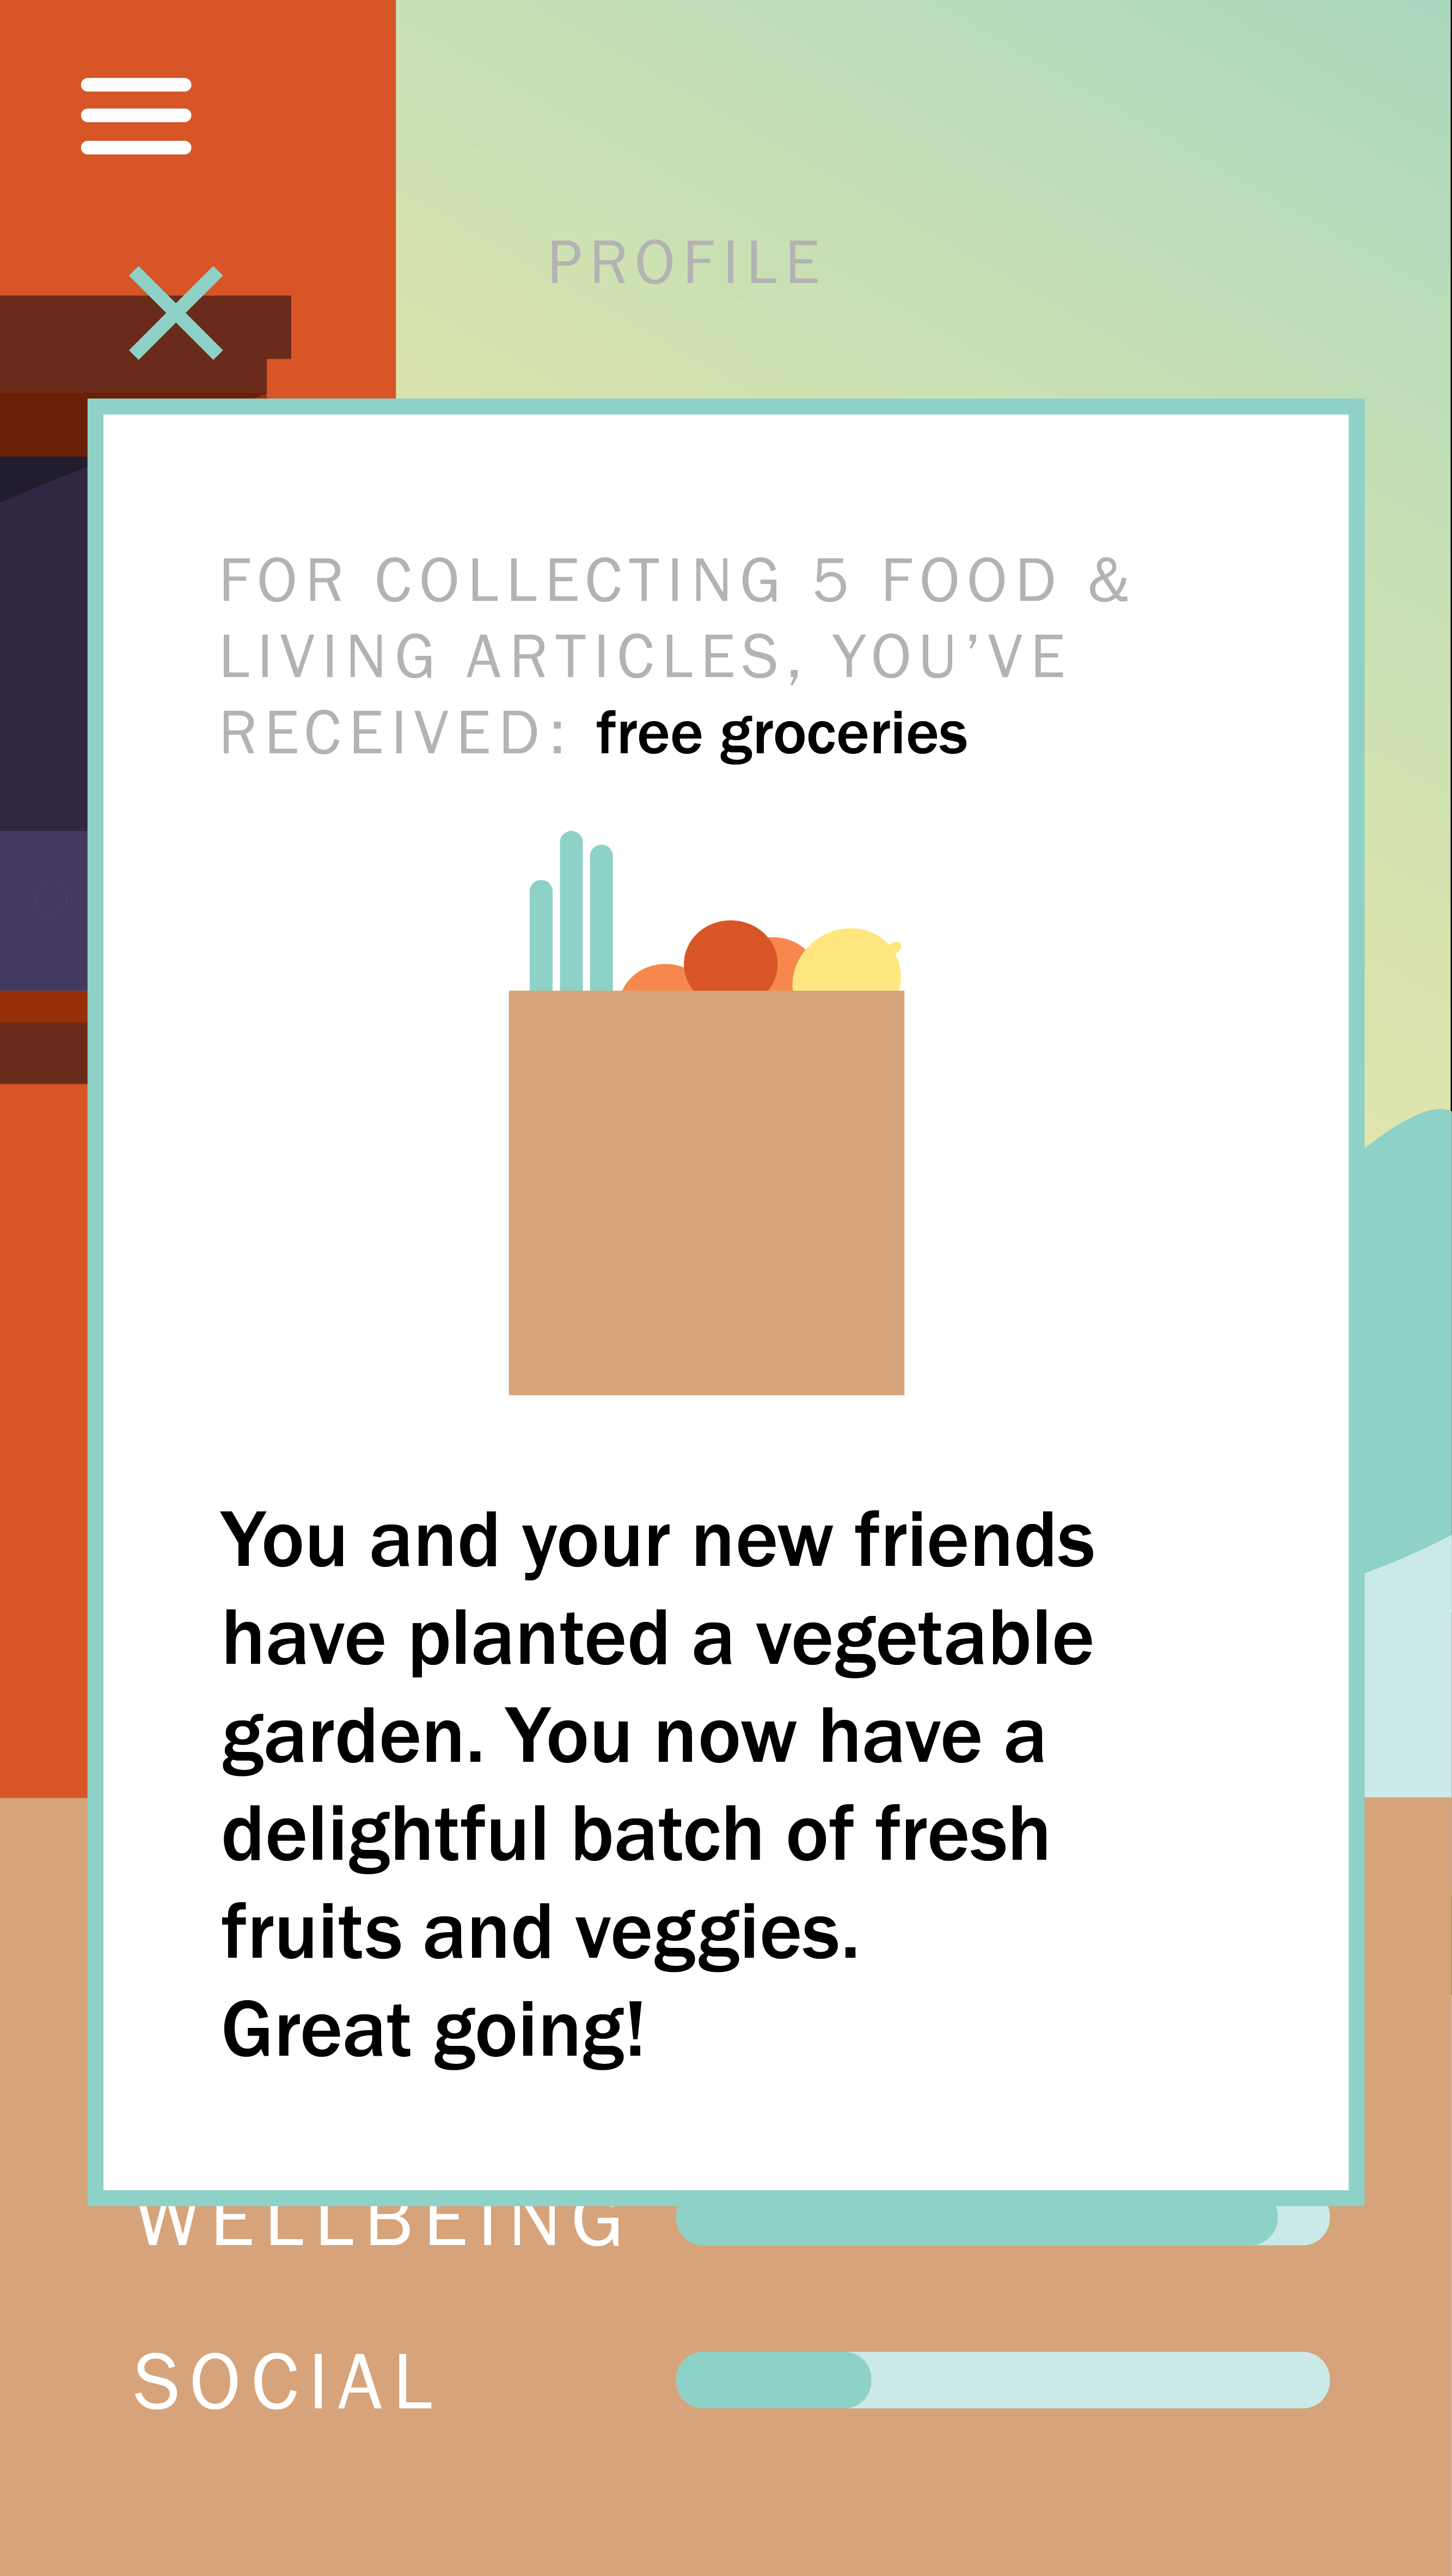 PROFILE
FOR COLLECTING 5 FOOD &
LIVING ARTICLES, YOU’VE
RECEIVED: free groceries
You and your new friends
have planted a vegetable
garden. You now have a
delightful batch of fresh
fruits and veggies.
Great going!
WELLBEING
SOCIAL